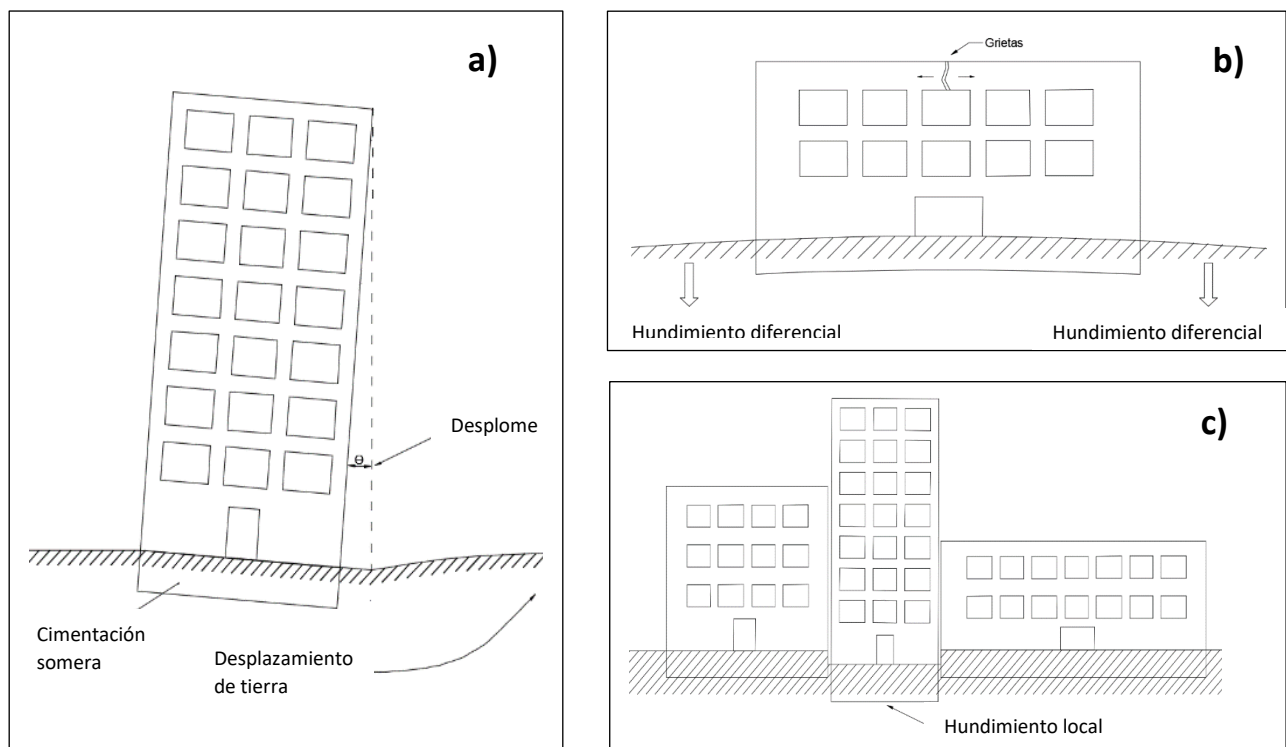 a)
Desplome
θ
Cimentación
somera
Desplazamiento
de tierra
b)
Grietas
Hundimiento diferencial
Hundimiento diferencial
c)
Hundimiento local